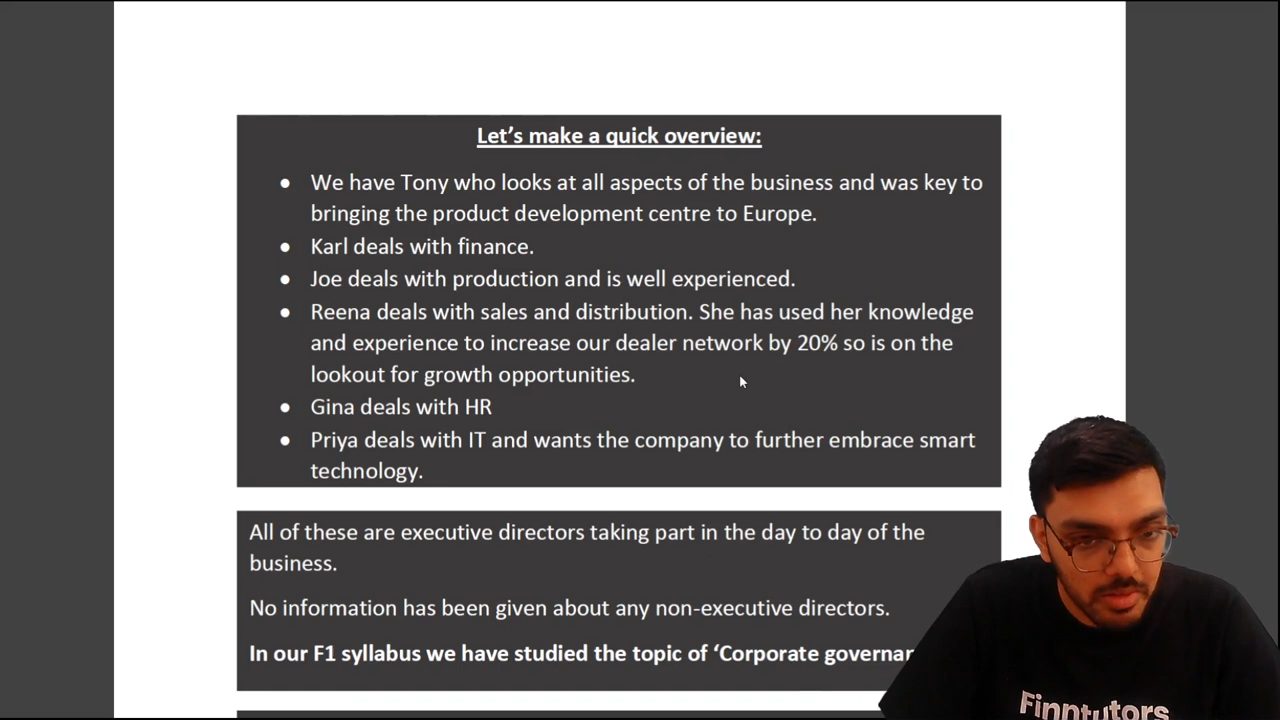 Let's make a quick overview:
• We have Tony who looks at all aspects of the business and was key to
bringing the product development centre to Europe.
• Karl deals with finance.
• Joe deals with production and is well experienced.
• Reena deals with sales and distribution. She has used her knowledge
and experience to increase our dealer network by 20% so is on the
lookout for growth opportunities.
• Gina deals with HR
• Priya deals with IT and wants the company to further embrace smart
technology.
All of these are executive directors taking part in the day to day of the
business.
No information has been given about any non-executive directors.
In our F1 syllabus we have studied the topic of ‘Corporate governan
Finntutors